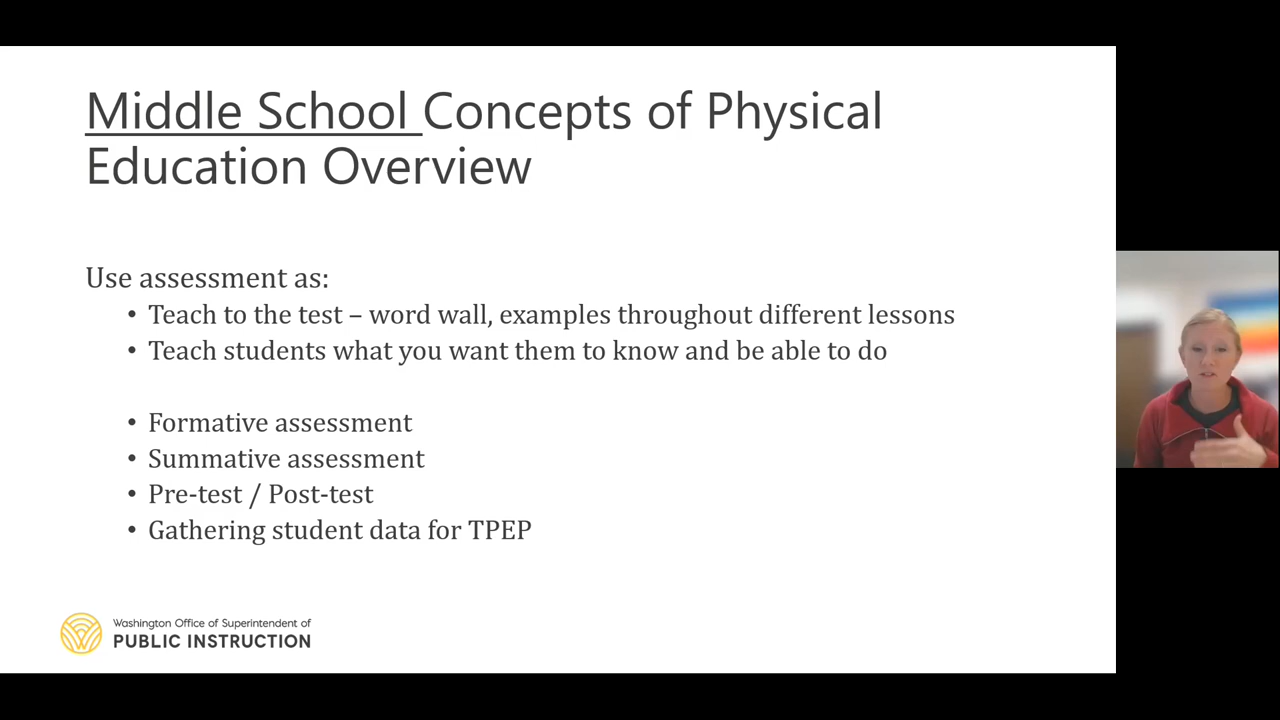 Middle School Concepts of Physical
Education Overview
Use assessment as:
• Teach to the test – word wall, examples throughout different lessons
• Teach students what you want them to know and be able to do
• Formative assessment
• Summative assessment
• Pre-test / Post-test
• Gathering student data for TPEP
Washington Office of Superintendent of
PUBLIC INSTRUCTION